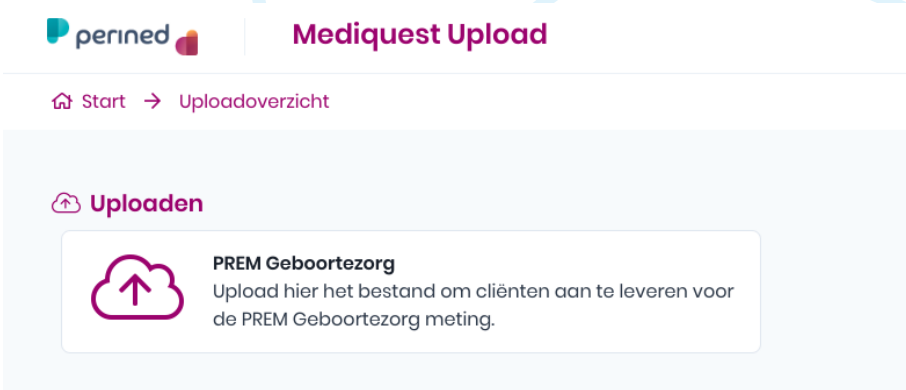 perined
Mediquest Upload
Start → Uploadoverzicht
Uploaden
PREM Geboortezorg
Upload hier het bestand om cliënten aan te leveren voor
de PREM Geboortezorg meting.